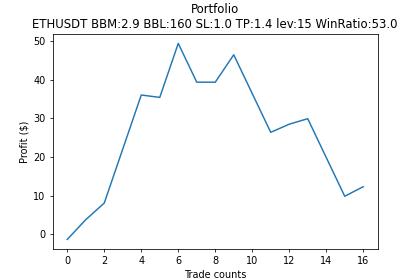 Portfolio
ETHUSDT BBM:2.9 BBL:160 SL:1.0 TP:1.4 lev:15 WinRatio:53.0
50
40
30
20
10
0
Profit ($)
0 2 4 6 8 10 12 14 16
Trade counts